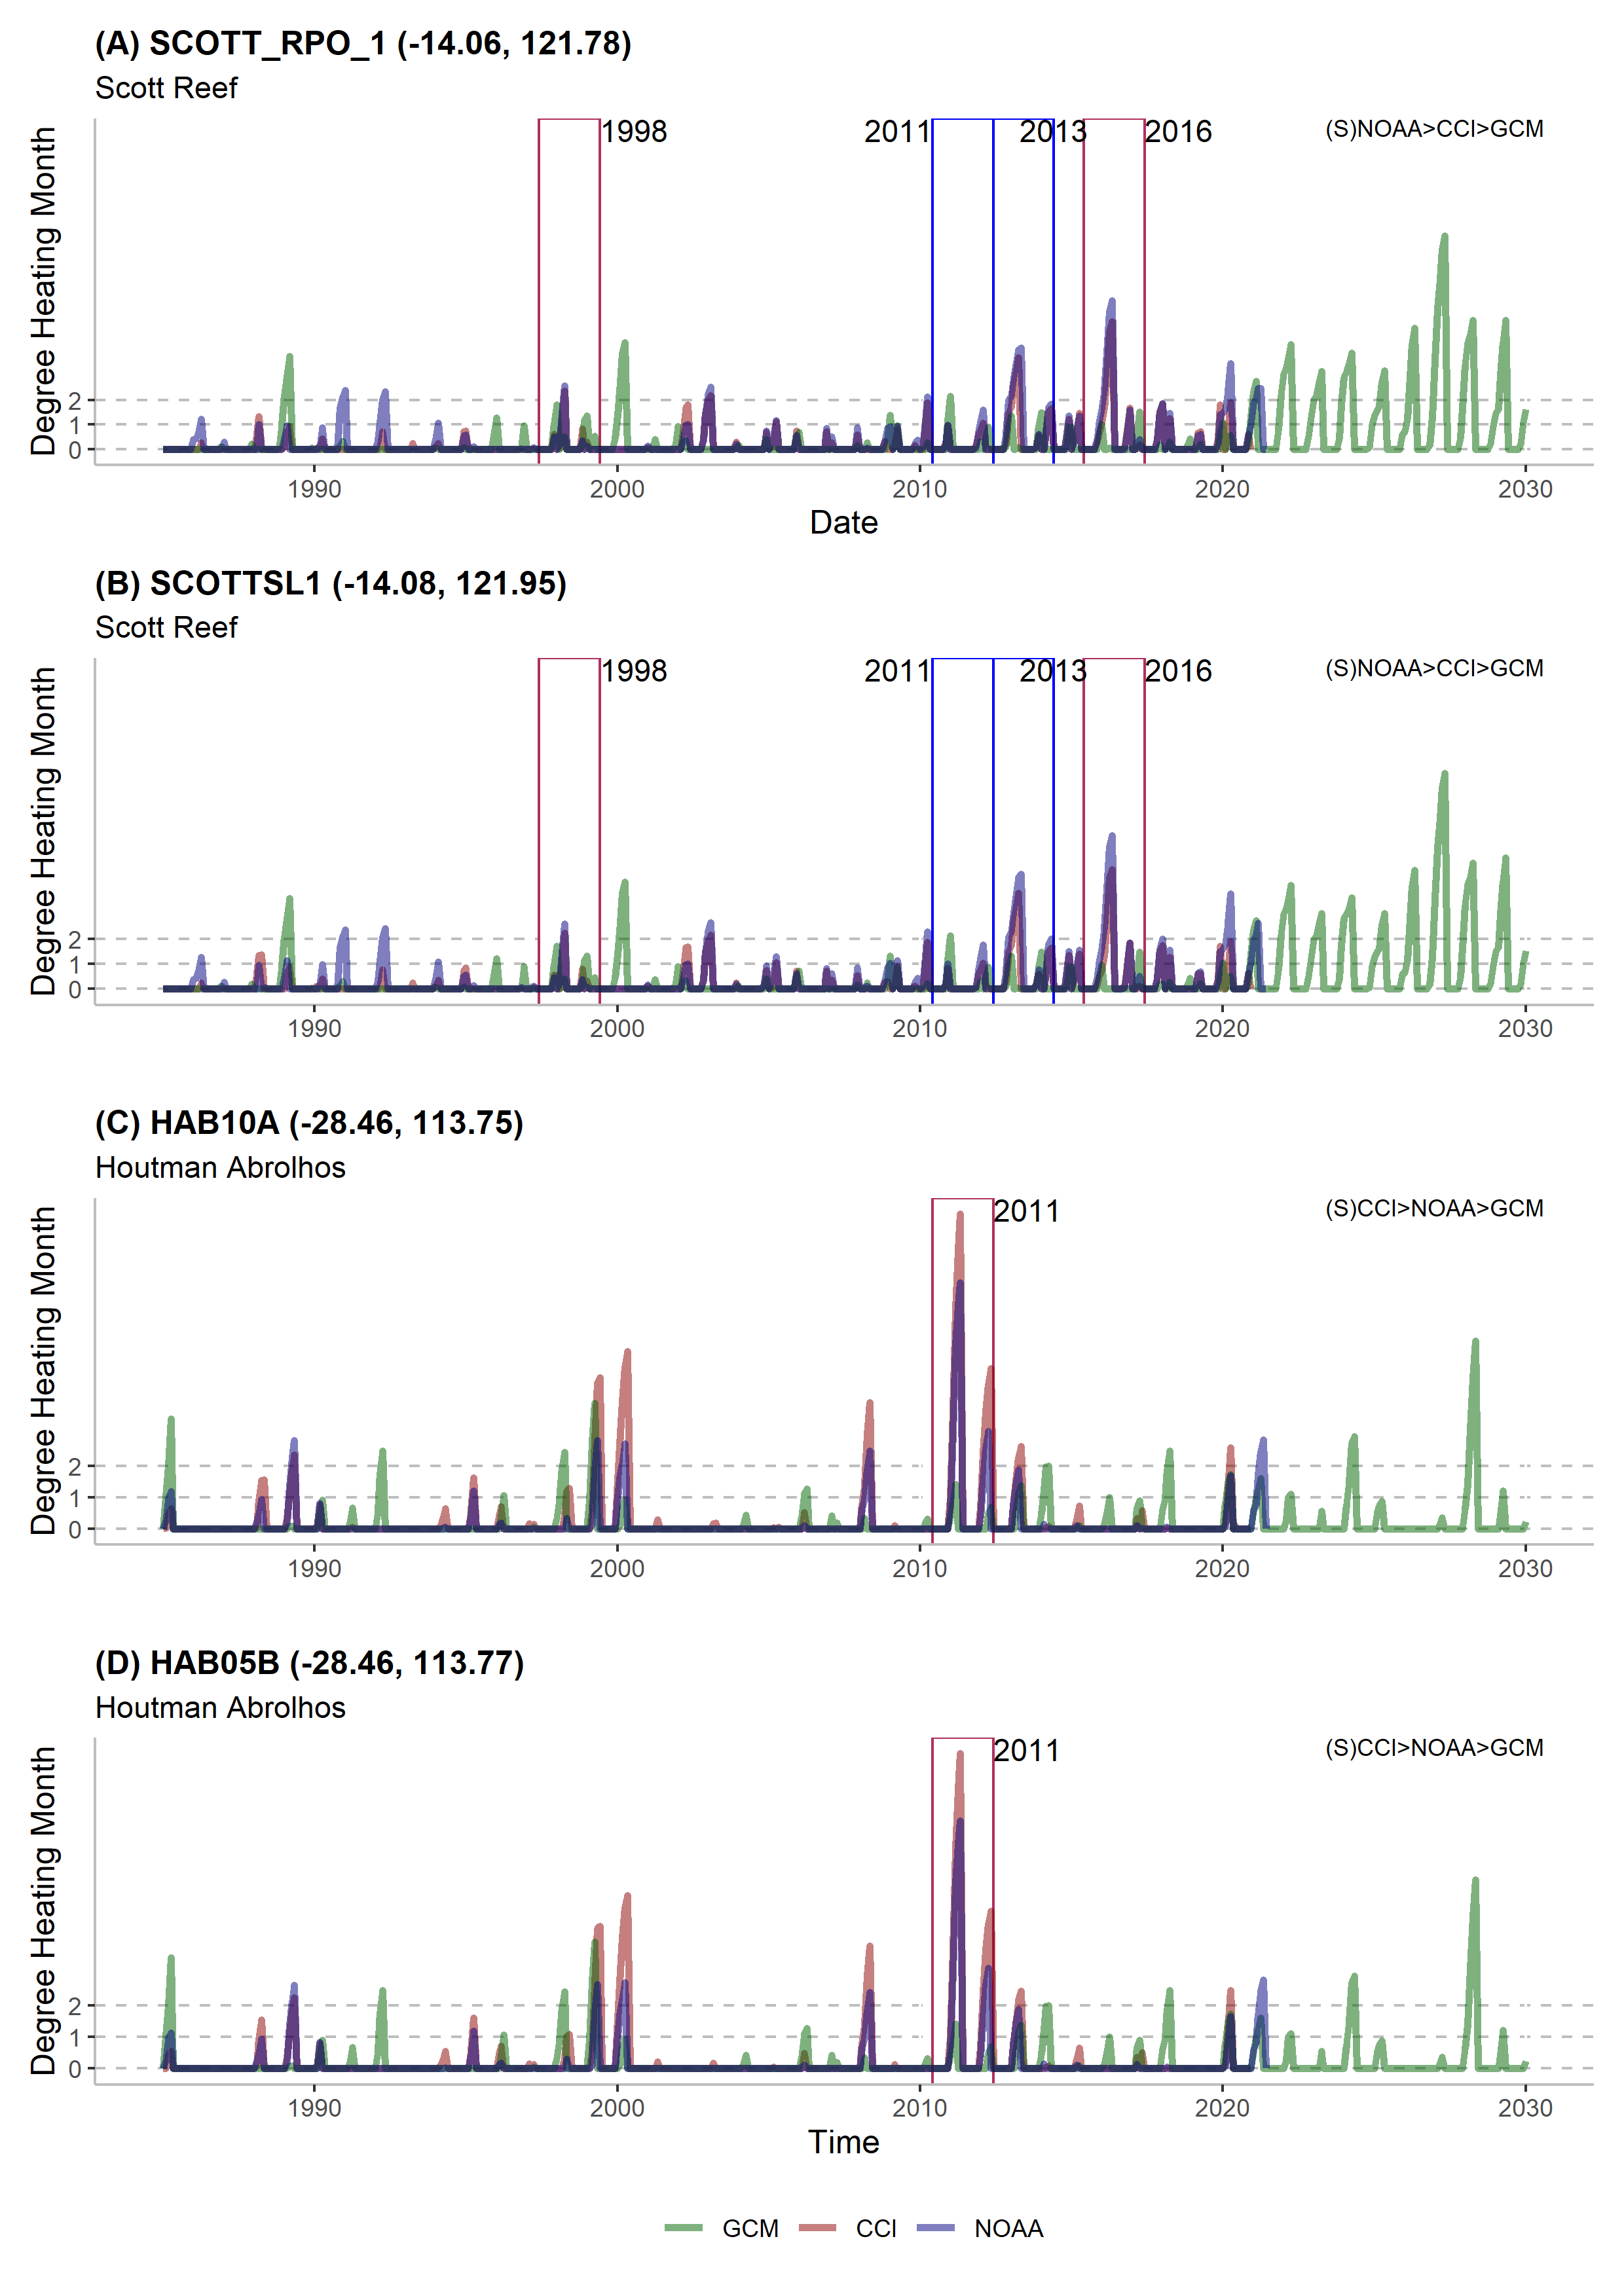 (A) SCOTT_RPO_1 (-14.06, 121.78)
Scott Reef
Degree Heating Month
1998
2011
2013
2016
(S)NOAA>CCI>GCM
2
1
0
1990
2000
2010
2020
2030
Date
(B) SCOTTSL1 (-14.08, 121.95)
Scott Reef
Degree Heating Month
1998
2011
2013
2016
(S)NOAA>CCI>GCM
2
1
0
1990
2000
2010
2020
2030
(C) HAB10A (-28.46, 113.75)
Houtman Abrolhos
Degree Heating Month
2011
(S)CCI>NOAA>GCM
2
1
0
1990
2000
2010
2020
2030
(D) HAB05B (-28.46, 113.77)
Houtman Abrolhos
Degree Heating Month
2011
(S)CCI>NOAA>GCM
2
1
0
1990
2000
2010
2020
2030
Time
GCM
CCI
NOAA